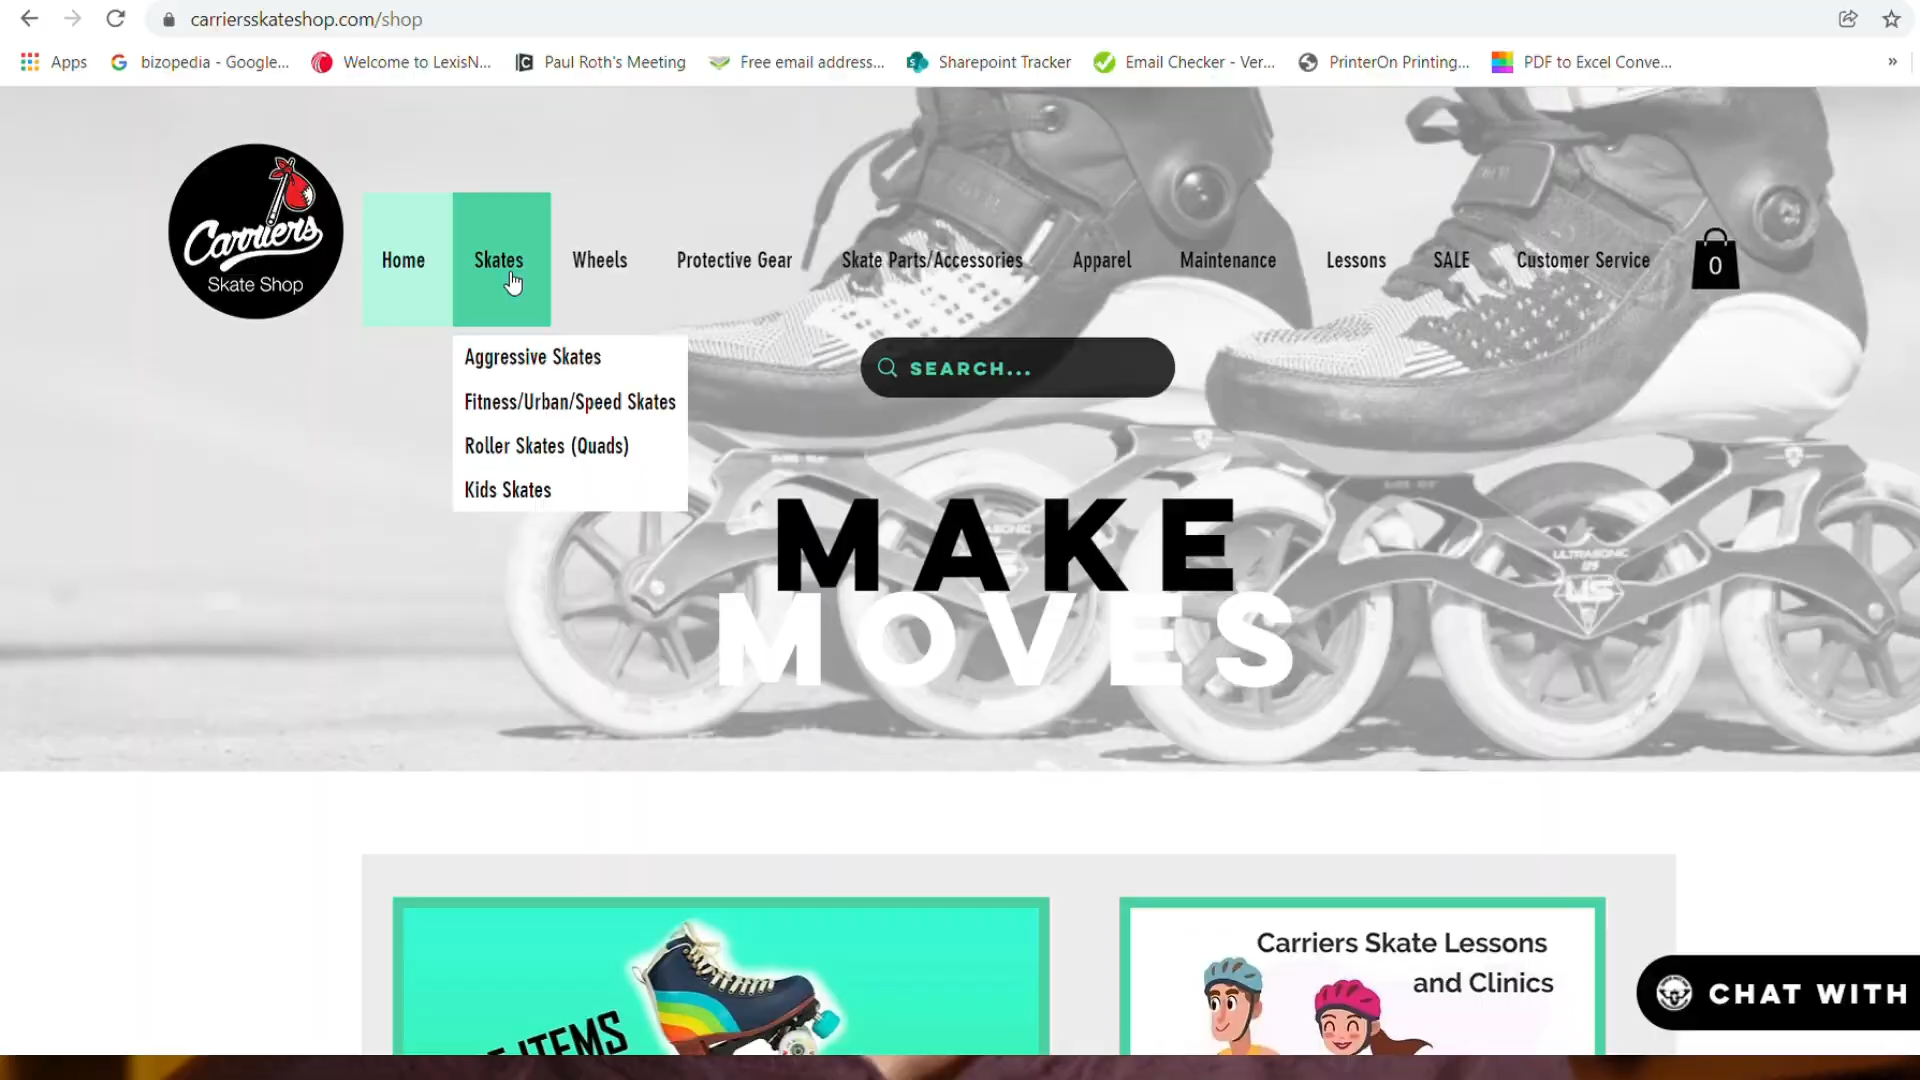 carriersskateshop.com/shop
Apps
bizopedia - Google...
Welcome to LexisN...
Paul Roth's Meeting
Free email address...
Sharepoint Tracker
Email Checker - Ver...
PrinterOn Printing...
PDF to Excel Conve...
»
Carriers
Skate Shop
Home
Skates
Wheels
Protective Gear
Skate Parts/Accessories
Apparel
Maintenance
Lessons
SALE
Customer Service
0
Aggressive Skates
Fitness/Urban/Speed Skates
Roller Skates (Quads)
Kids Skates
SEARCH...
MAKE
MOVES
ULTRASONIC
US
ITEMS
Carriers Skate Lessons
and Clinics
CHAT WITH